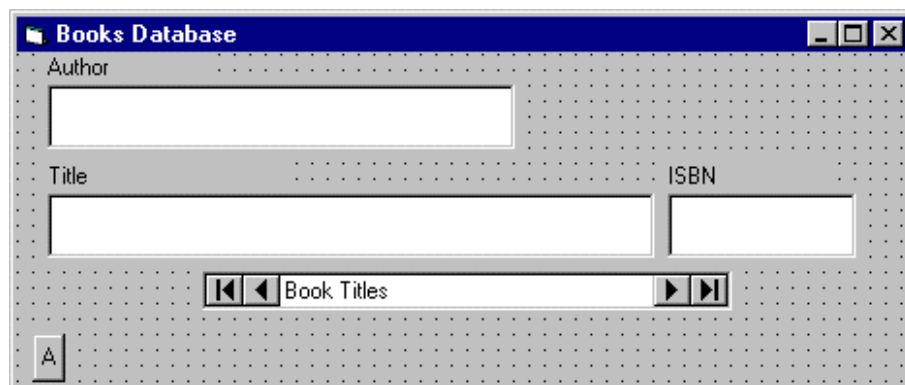 Books Database
Author
Title
ISBN
Book Titles
A